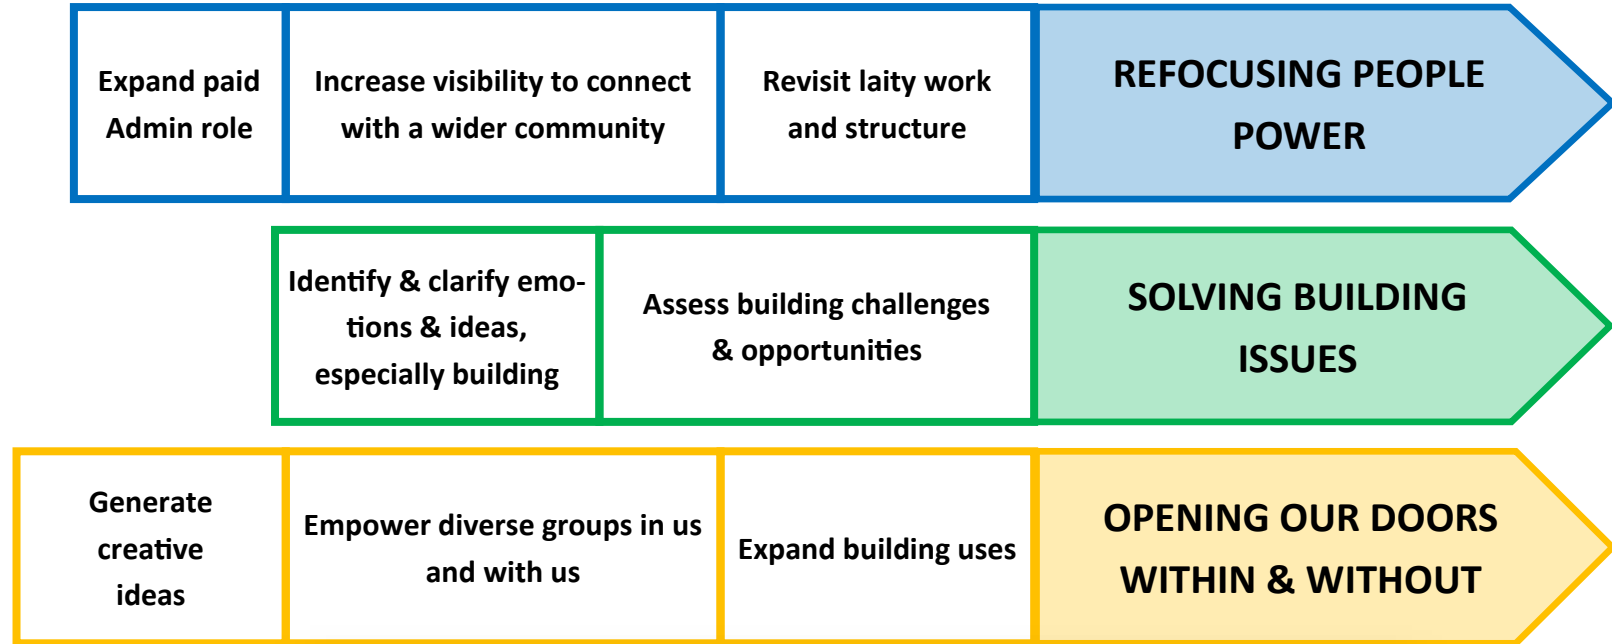 Expand paid
Admin role
Increase visibility to connect
with a wider community
Revisit laity work
and structure
REFOCUSING PEOPLE
POWER
Identify & clarify emo-
tions & ideas,
especially building
Assess building challenges
& opportunities
SOLVING BUILDING
ISSUES
Generate
creative
ideas
Empower diverse groups in us
and with us
Expand building uses
OPENING OUR DOORS
WITHIN & WITHOUT